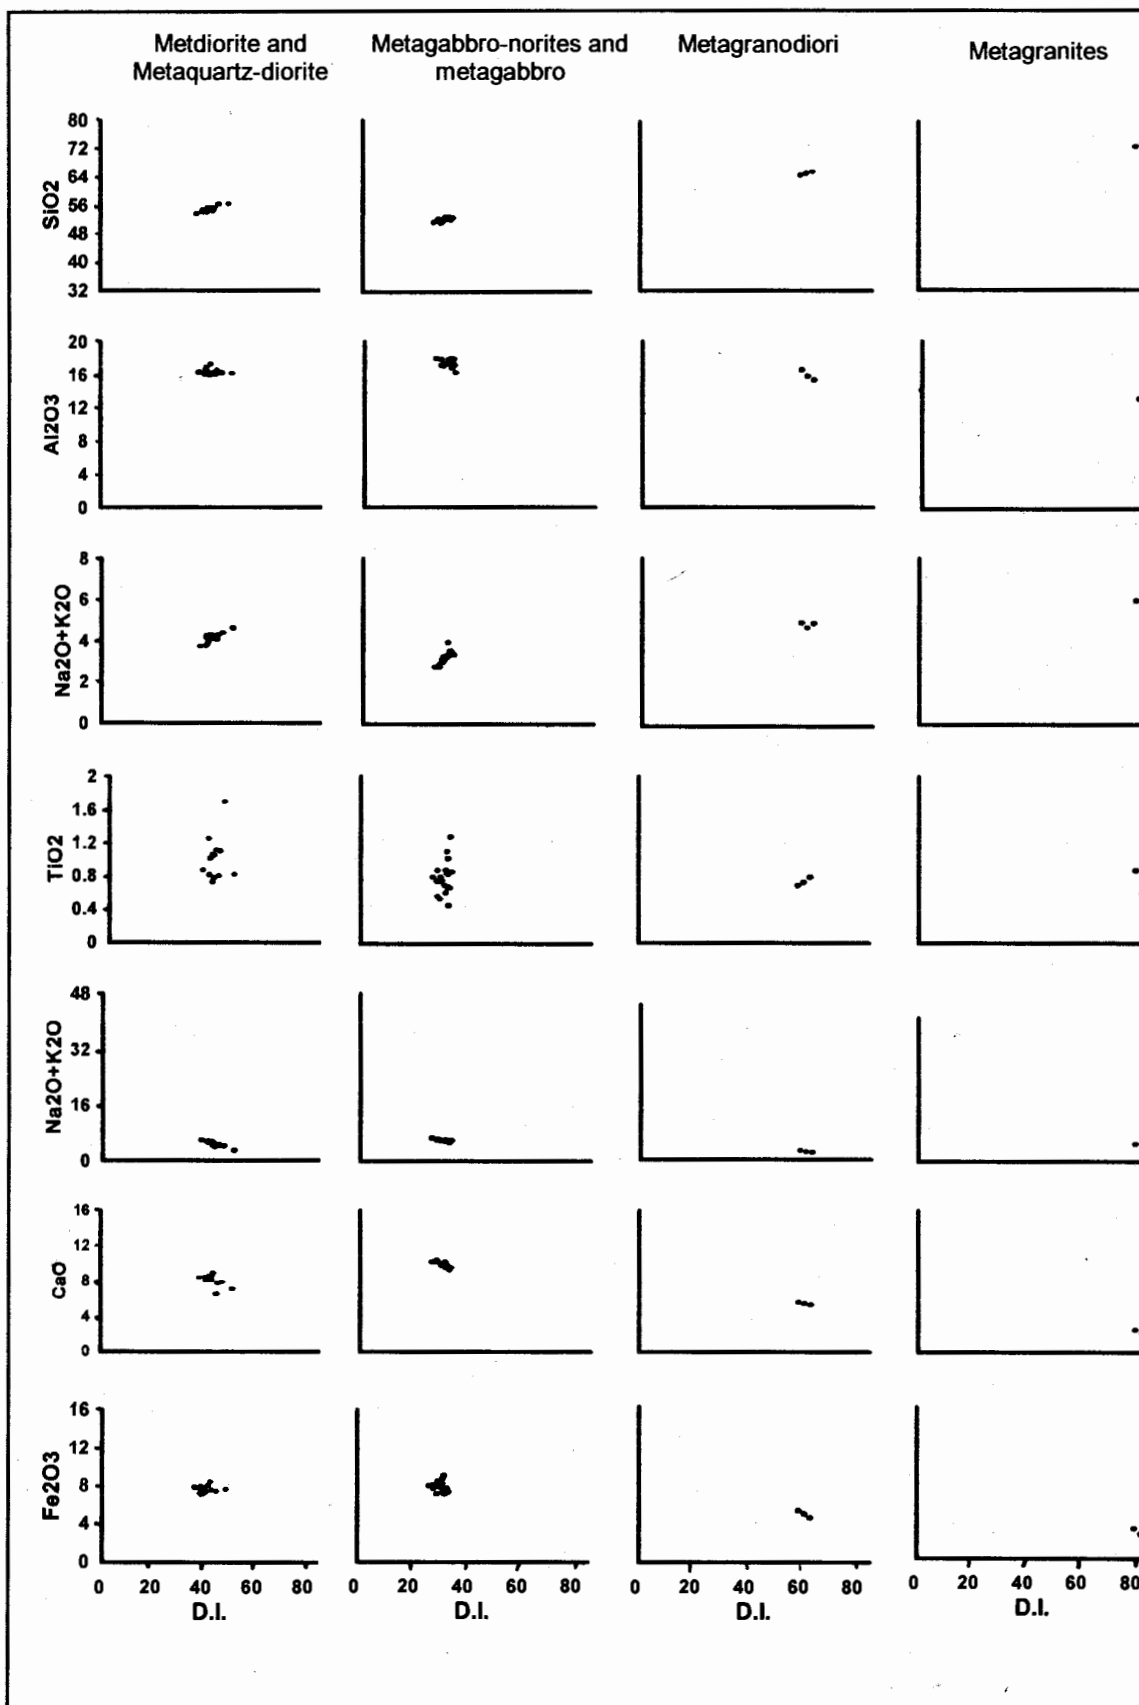 Metdiorite and
Metaquartz-diorite
Metagabbro-norites and
metagabbro
Metagranodiori
Metagranites
SiO2
80
72
64
56
48
40
32
Al2O3
20
16
12
8
4
0
Na2O+K2O
8
6
4
2
0
TiO2
2
1.6
1.2
0.8
0.4
0
Na2O+K2O
48
32
16
0
CaO
16
12
8
4
0
Fe2O3
16
12
8
4
0
0 20 40 60 80
D.I.
0 20 40 60 80
0 20 40 60 80
D.I.
0 20 40 60 80
D.I.